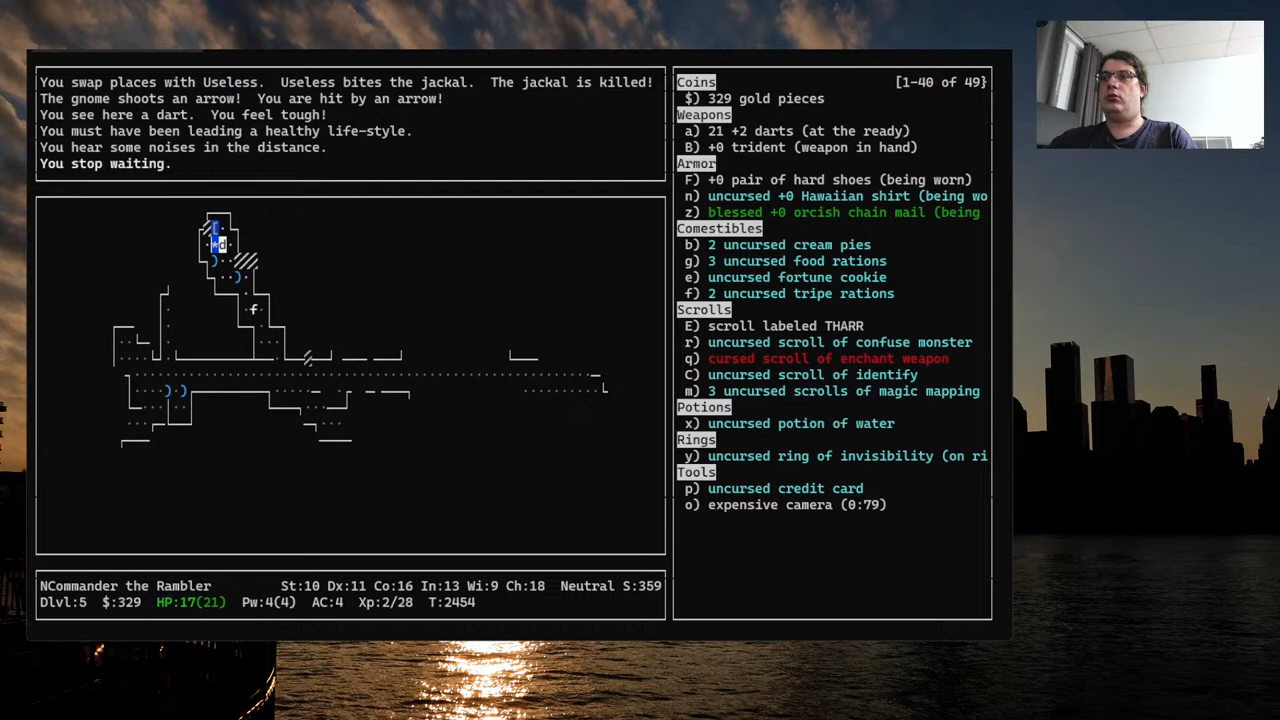 You swap places with Useless.  Useless bites the jackal.  The jackal is killed!
The gnome shoots an arrow!  You are hit by an arrow!
You see here a dart.  You feel tough!
You must have been leading a healthy life-style.
You hear some noises in the distance.
You stop waiting.
Coins [1-40 of 49}
$) 329 gold pieces
Weapons
a) 21 +2 darts (at the ready)
B) +0 trident (weapon in hand)
Armor
F) +0 pair of hard shoes (being worn)
n) uncursed +0 Hawaiian shirt (being wo
z) blessed +0 orcish chain mail (being
Comestibles
b) 2 uncursed cream pies
g) 3 uncursed food rations
e) uncursed fortune cookie
f) 2 uncursed tripe rations
Scrolls
E) scroll labeled THARR
r) uncursed scroll of confuse monster
q) cursed scroll of enchant weapon
C) uncursed scroll of identify
m) 3 uncursed scrolls of magic mapping
Potions
x) uncursed potion of water
Rings
y) uncursed ring of invisibility (on ri
Tools
p) uncursed credit card
o) expensive camera (0:79)
NCommander the Rambler St:10 Dx:11 Co:16 In:13 Wi:9 Ch:18 Neutral S:359
Dlvl:5 $:329 HP:17(21) Pw:4(4) AC:4 Xp:2/28 T:2454